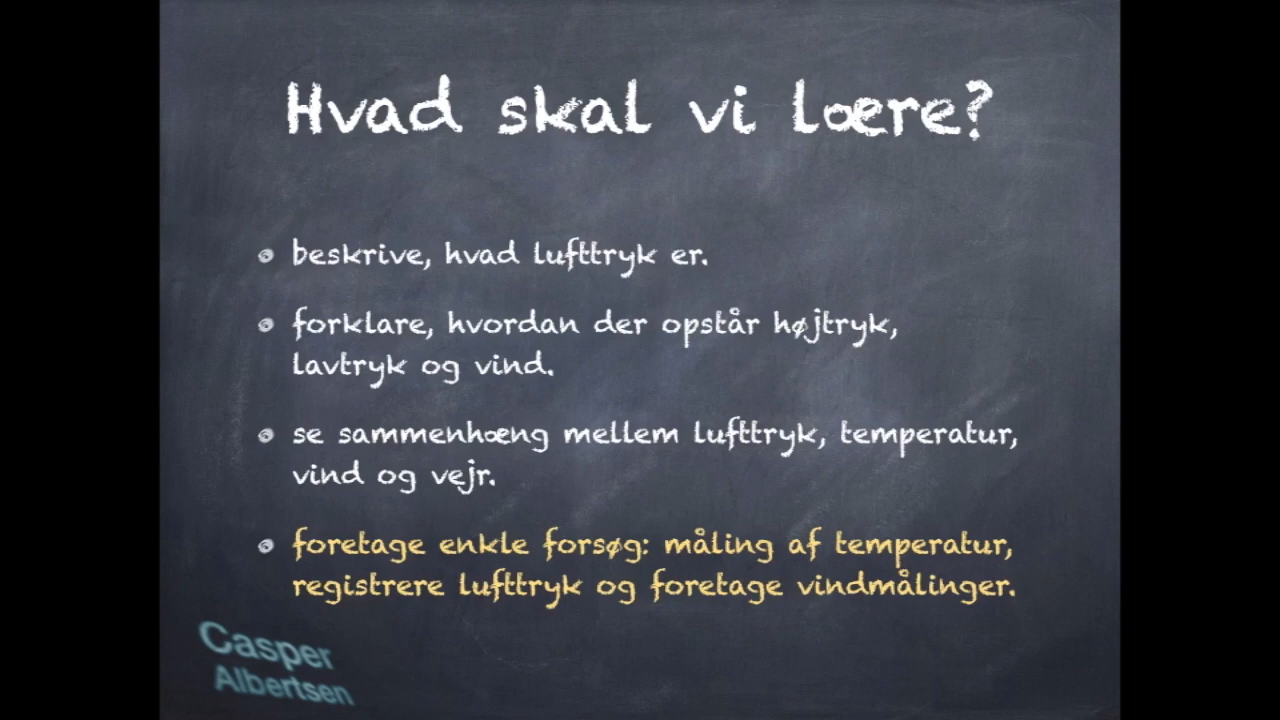 Hvad skal vi lære?
beskrive, hvad lufttryk er.
forklare, hvordan der opstår højtryk,
lavtryk og vind.
se sammenhæng mellem lufttryk, temperatur,
vind og vejr.
foretage enkle forsøg: måling af temperatur,
registrere lufttryk og foretage vindmålinger.
Casper
Albertsen